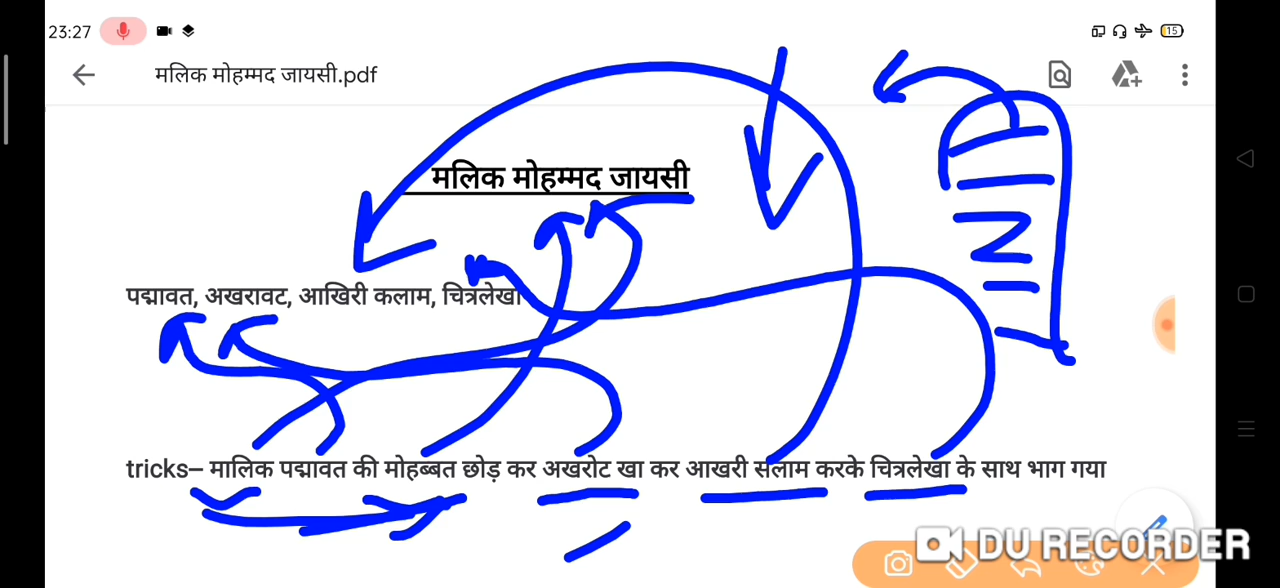 23:27
15
मलिक मोहम्मद जायसी.pdf
मलिक मोहम्मद जायसी
पद्मावत, अखरावट, आखिरी कलाम, चित्रलेखा
tricks– मालिक पद्मावत की मोहब्बत छोड़ कर अखरोट खा कर आखरी सलाम करके चित्रलेखा के साथ भाग गया
DU RECORDER